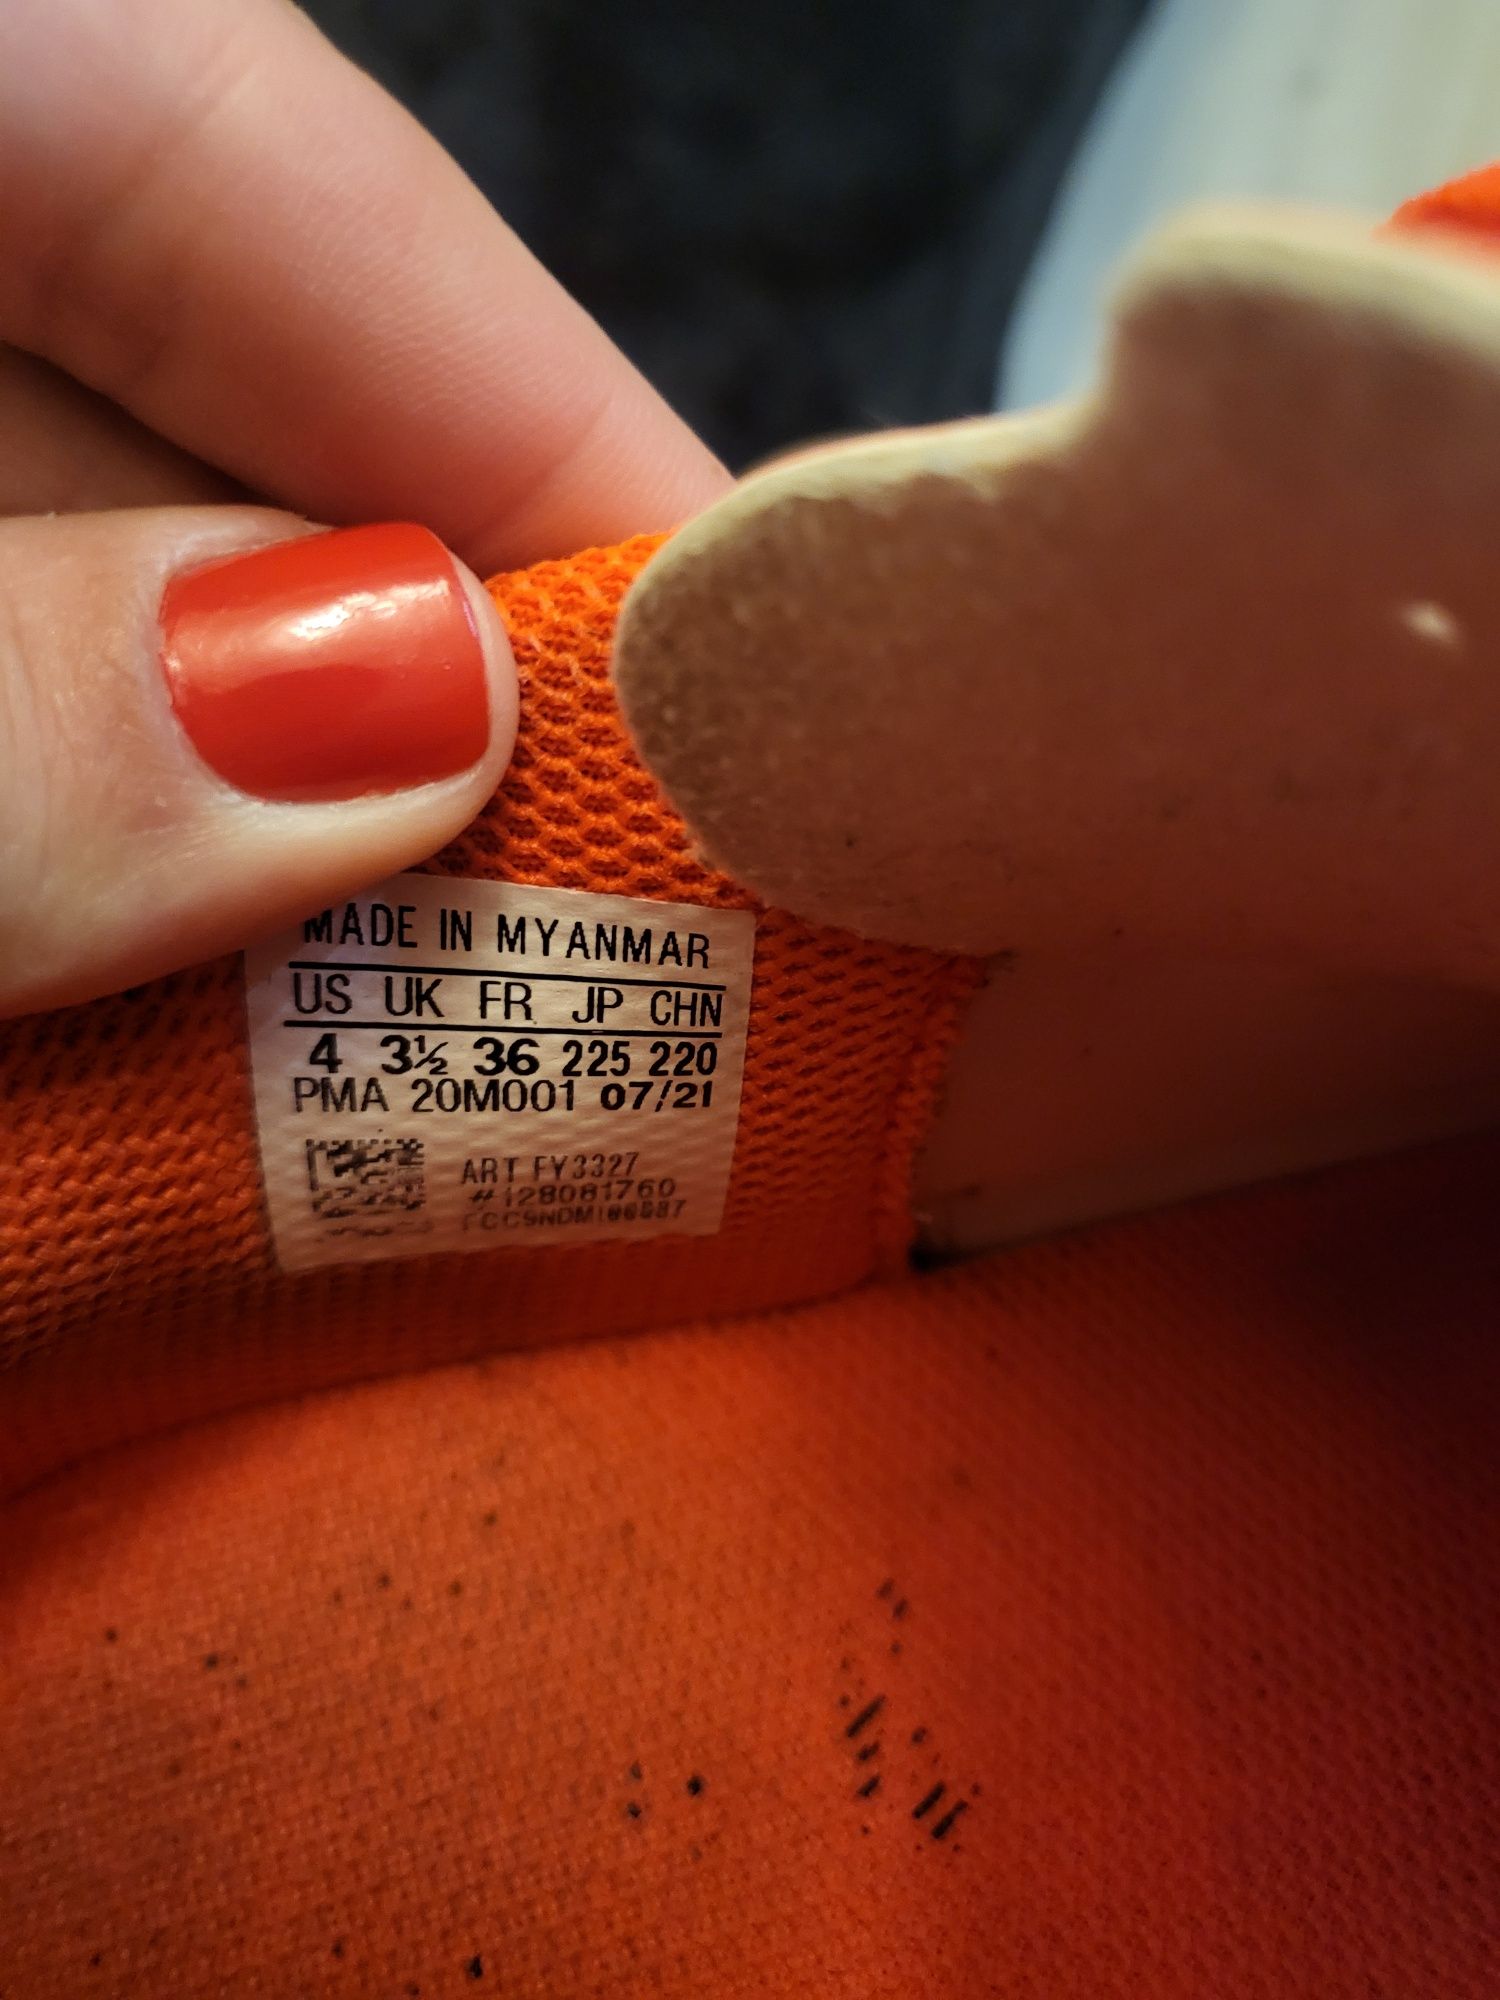 MADE IN MYANMAR
US UK FR JP CHN
4 3½ 36 225 220
PMA 20M001 07/21
ART FY3327
#128081760